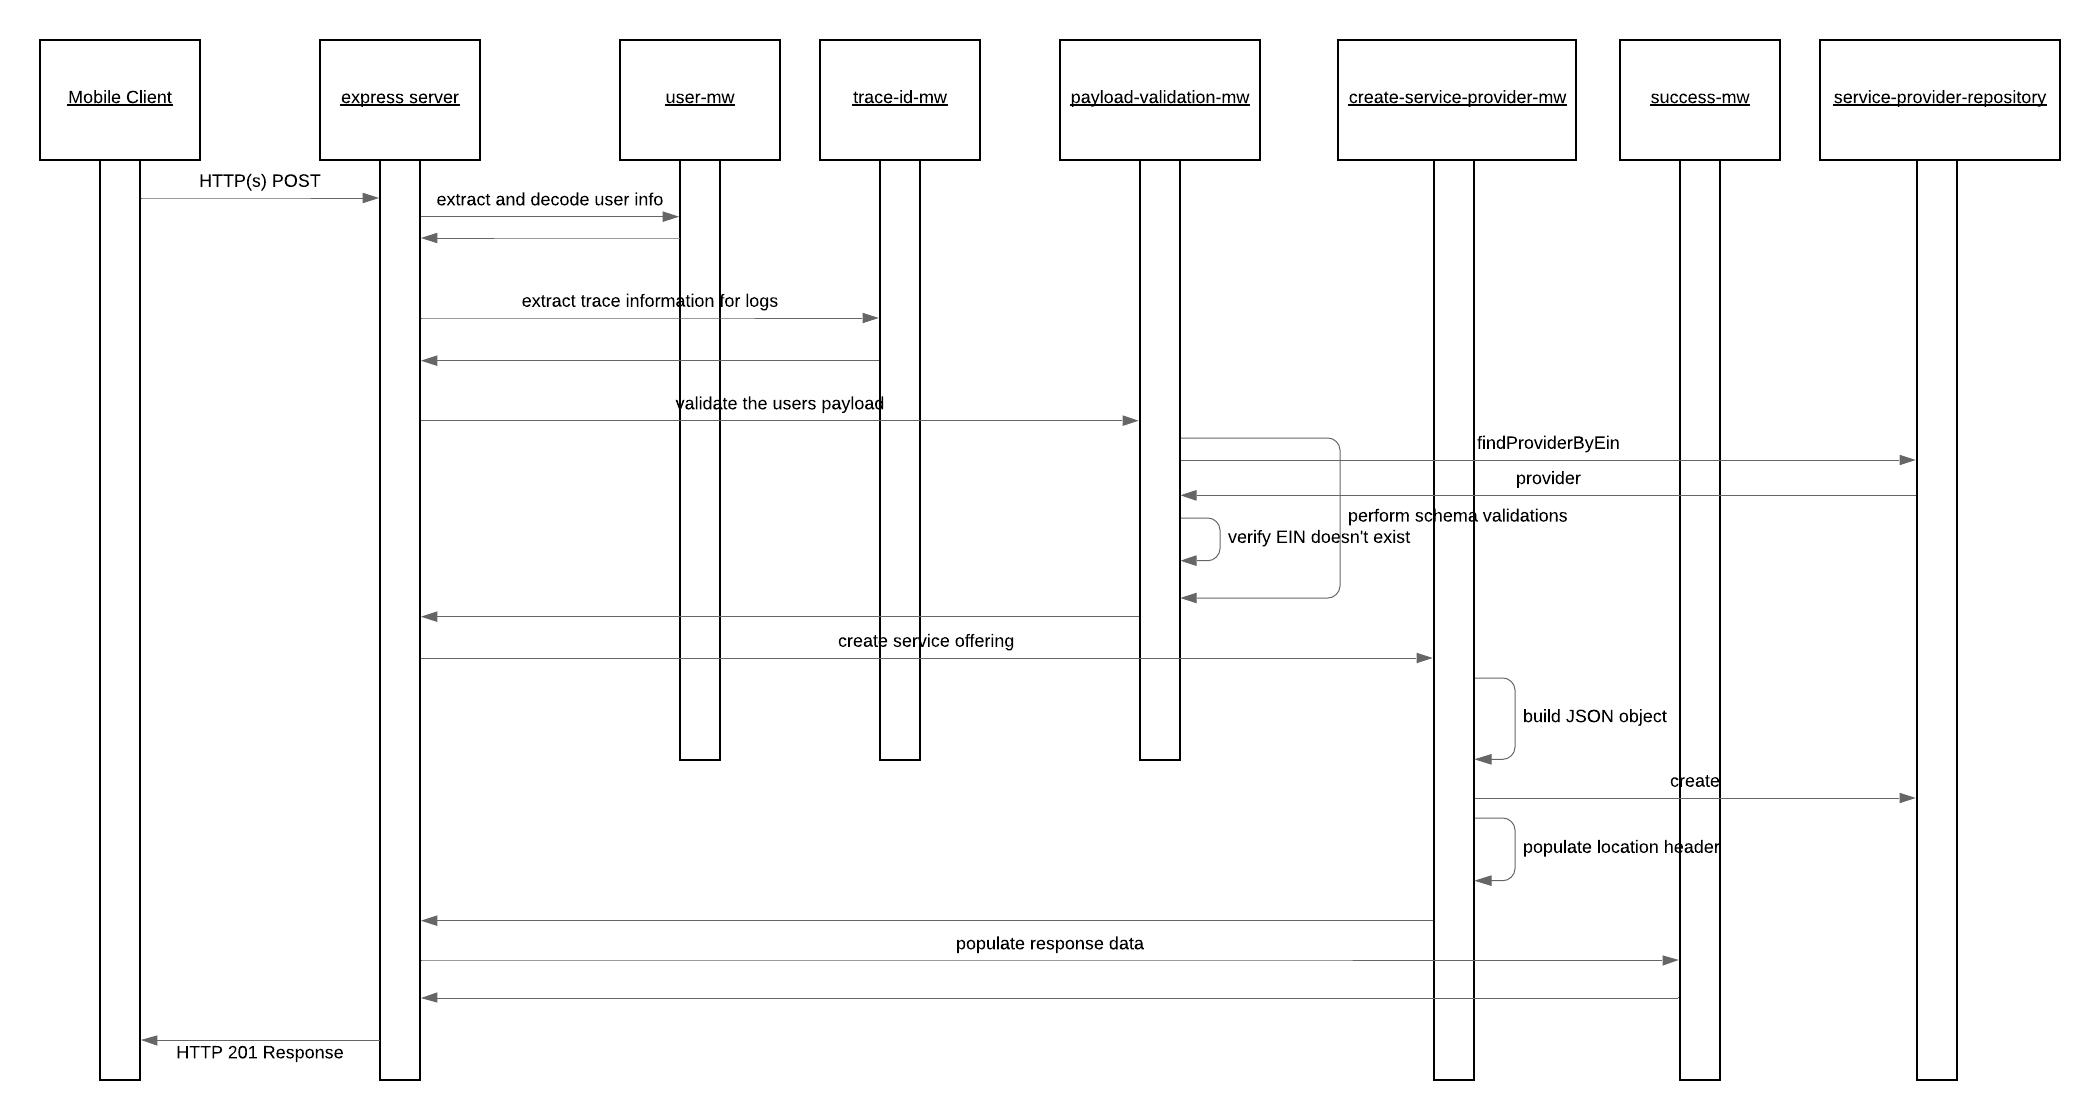 Mobile Client
express server
user-mw
trace-id-mw
payload-validation-mw
create-service-provider-mw
success-mw
service-provider-repository
HTTP(s) POST
extract and decode user info
extract trace information for logs
validate the users payload
findProviderByEin
provider
perform schema validations
verify EIN doesn't exist
create service offering
build JSON object
create
populate location header
populate response data
HTTP 201 Response